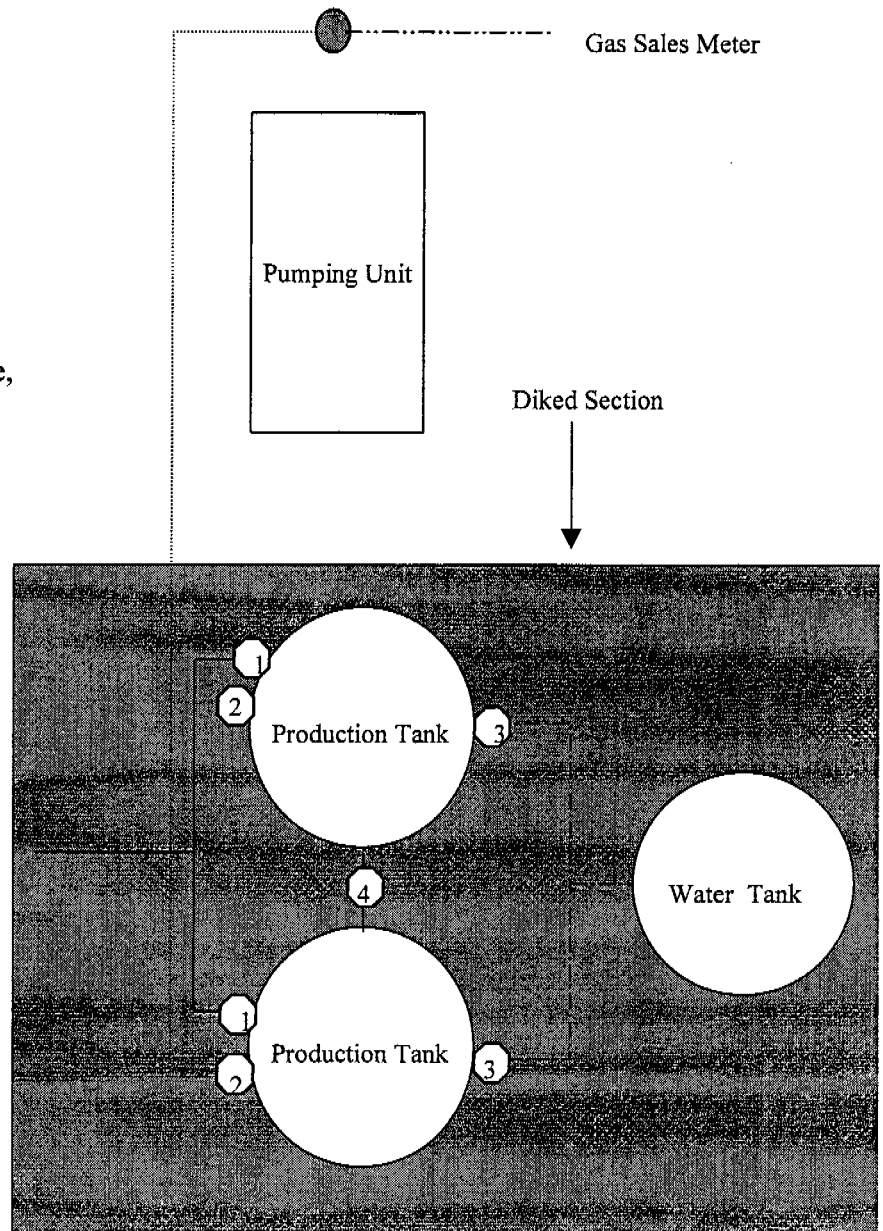 Gas Sales Meter
Pumping Unit
e,
Diked Section
1
2
Production Tank
3
4
Water Tank
1
Production Tank
2
3